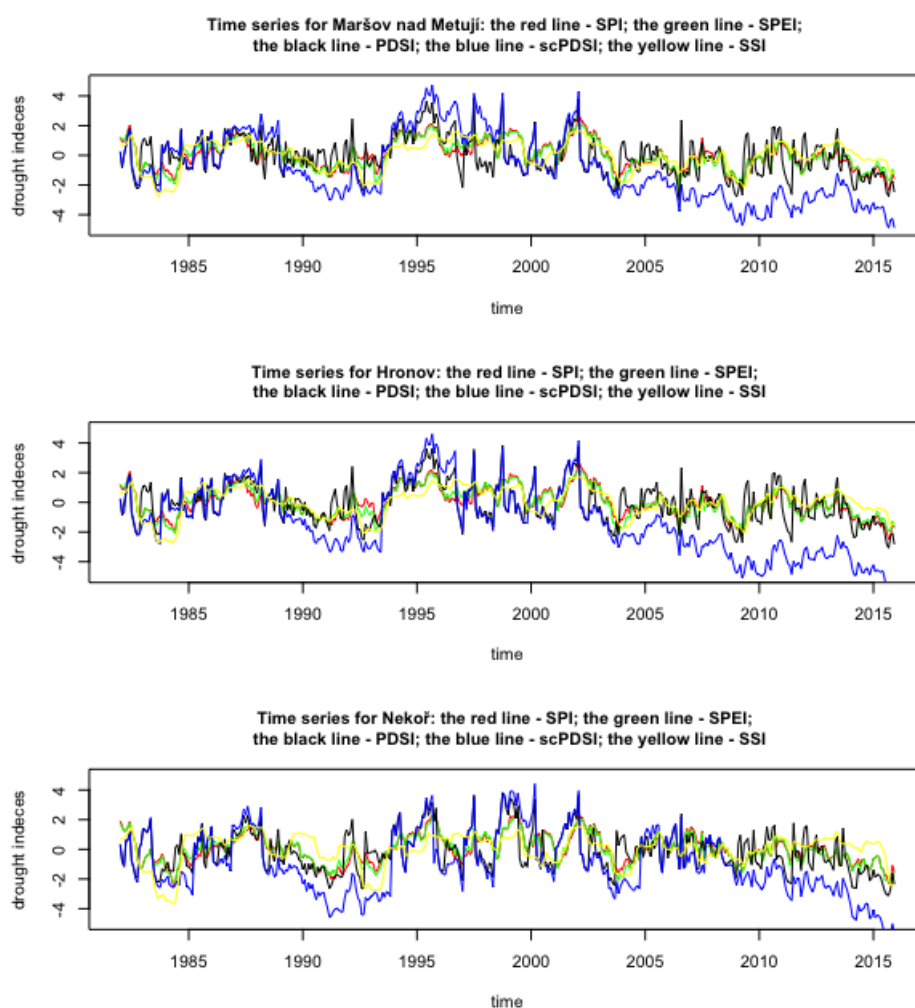 Time series for Maršov nad Metují: the red line - SPI; the green line - SPEI;
the black line - PDSI; the blue line - scPDSI; the yellow line - SSI
drought indeces
4
2
0
-2
-4
1985 1990 1995 2000 2005 2010 2015
time
Time series for Hronov: the red line - SPI; the green line - SPEI;
the black line - PDSI; the blue line - scPDSI; the yellow line - SSI
drought indeces
4
2
0
-2
-4
1985 1990 1995 2000 2005 2010 2015
time
Time series for Nekoř: the red line - SPI; the green line - SPEI;
the black line - PDSI; the blue line - scPDSI; the yellow line - SSI
drought indeces
4
2
0
-2
-4
1985 1990 1995 2000 2005 2010 2015
time